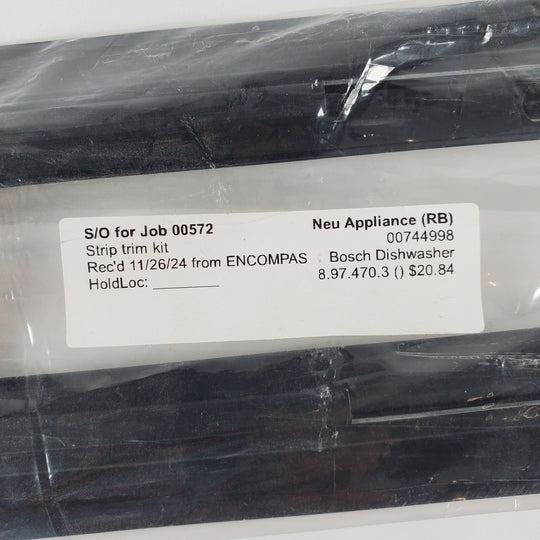 S/O for Job 00572 Neu Appliance (RB)
Strip trim kit 00744998
Rec'd 11/26/24 from ENCOMPAS Bosch Dishwasher
HoldLoc: ________ 8.97.470.3 () $20.84